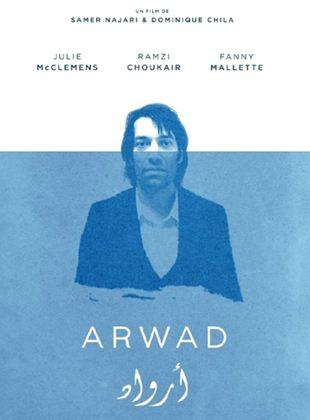 UN FILM DE
SAMER NAJARI & DOMINIQUE CHILA
JULIE McCLEMENS
RAMZI CHOUKAIR
FANNY MALLETTE
ARWAD
أرواد